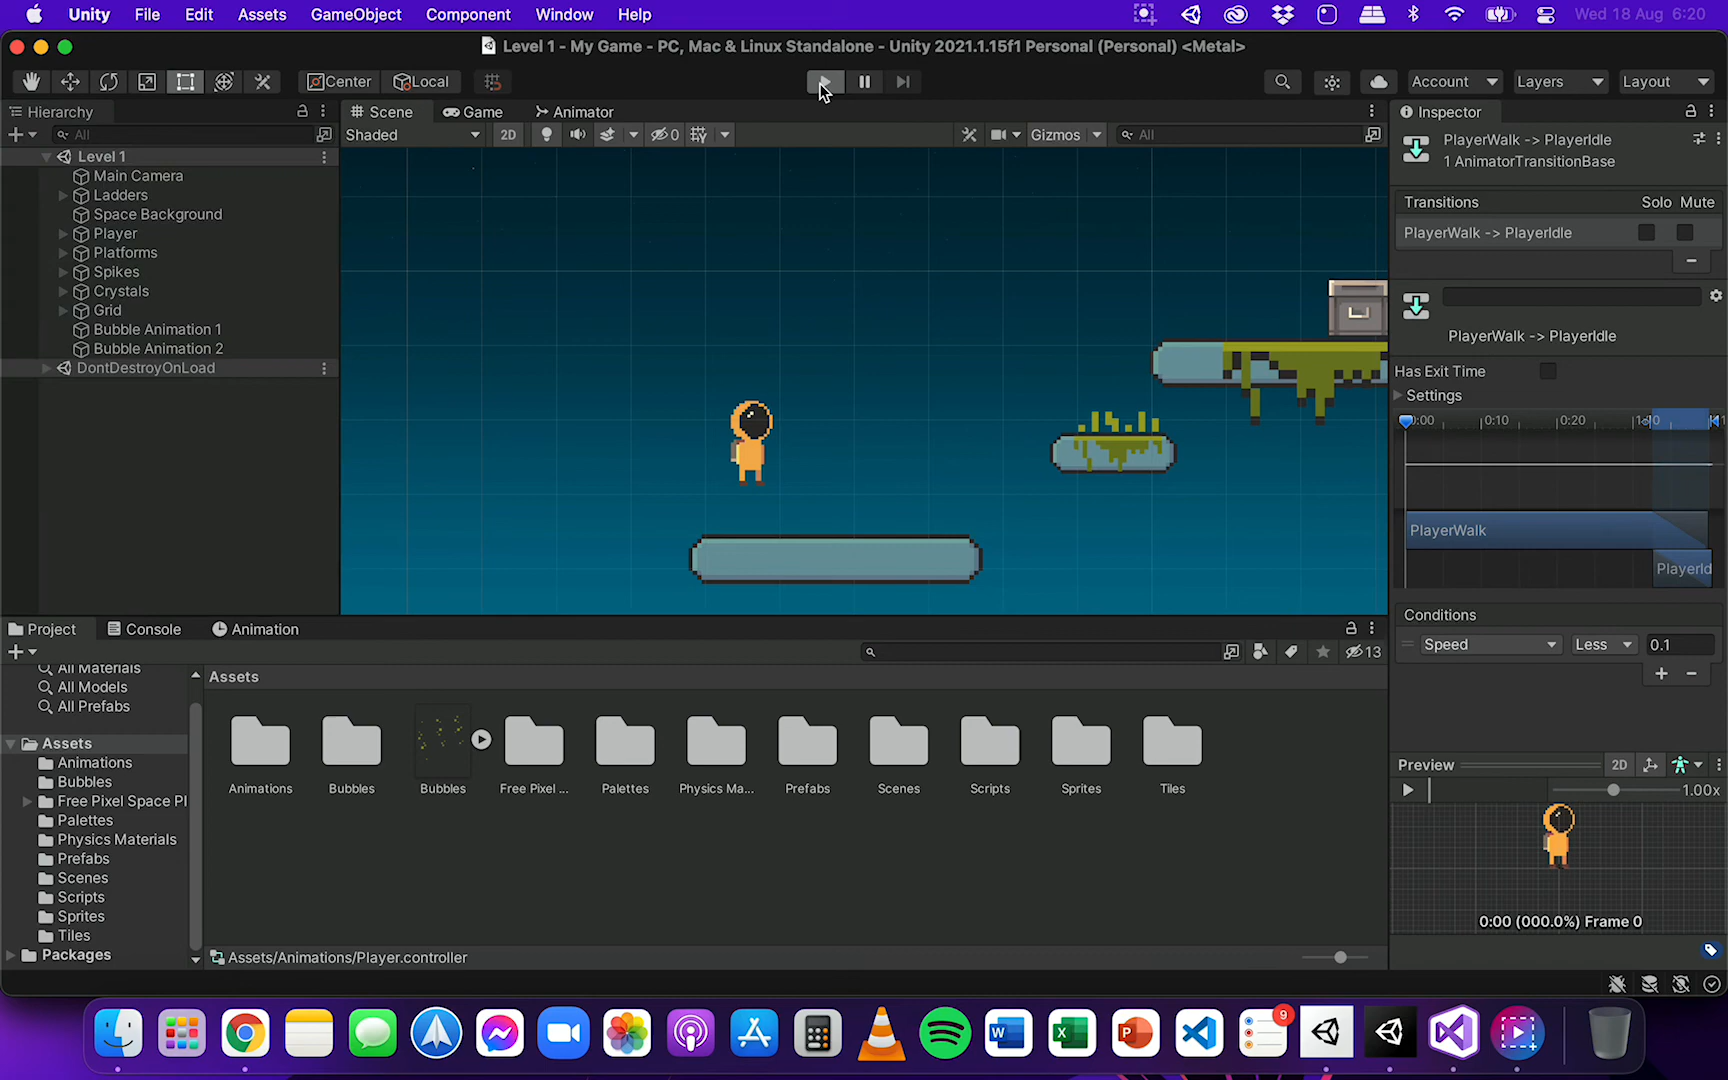 Unity File Edit Assets GameObject Component Window Help Wed 18 Aug 6:20
Level 1 - My Game - PC, Mac & Linux Standalone - Unity 2021.1.15f1 Personal (Personal) <Metal>
Center Local Account Layers Layout
Hierarchy
All
Level 1
Main Camera
Ladders
Space Background
Player
Platforms
Spikes
Crystals
Grid
Bubble Animation 1
Bubble Animation 2
DontDestroyOnLoad
Scene Game Animator
Shaded 2D 0 Gizmos All
Inspector
PlayerWalk -> PlayerIdle
1 AnimatorTransitionBase
Transitions Solo Mute
PlayerWalk -> PlayerIdle
PlayerWalk -> PlayerIdle
Has Exit Time
Settings
0:10 0:20
PlayerWalk
PlayerId
Conditions
Speed Less 0.1
Preview 2D
1.00x
0:00 (000.0%) Frame 0
Project Console Animation
13
All Materials
All Models
All Prefabs
Assets
Animations
Bubbles
Free Pixel Space Pl
Palettes
Physics Materials
Prefabs
Scenes
Scripts
Sprites
Tiles
Packages
Assets
Animations Bubbles Bubbles Free Pixel ... Palettes Physics Ma... Prefabs Scenes Scripts Sprites Tiles
Assets/Animations/Player.controller
9